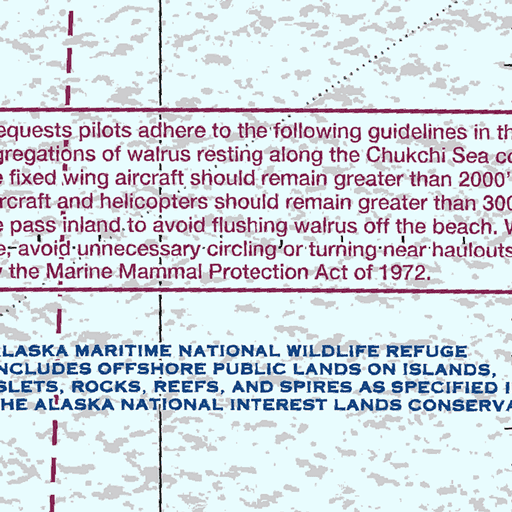 equests pilots adhere to the following guidelines in th
gregations of walrus resting along the Chukchi Sea co
e fixed wing aircraft should remain greater than 2000'
rcraft and helicopters should remain greater than 300
e pass inland to avoid flushing walrus off the beach. W
e, avoid unnecessary circling or turning near haulouts
y the Marine Mammal Protection Act of 1972.
LASKA MARITIME NATIONAL WILDLIFE REFUGE
NCLUDES OFFSHORE PUBLIC LANDS ON ISLANDS,
SLETS, ROCKS, REEFS, AND SPIRES AS SPECIFIED I
HE ALASKA NATIONAL INTEREST LANDS CONSERVA